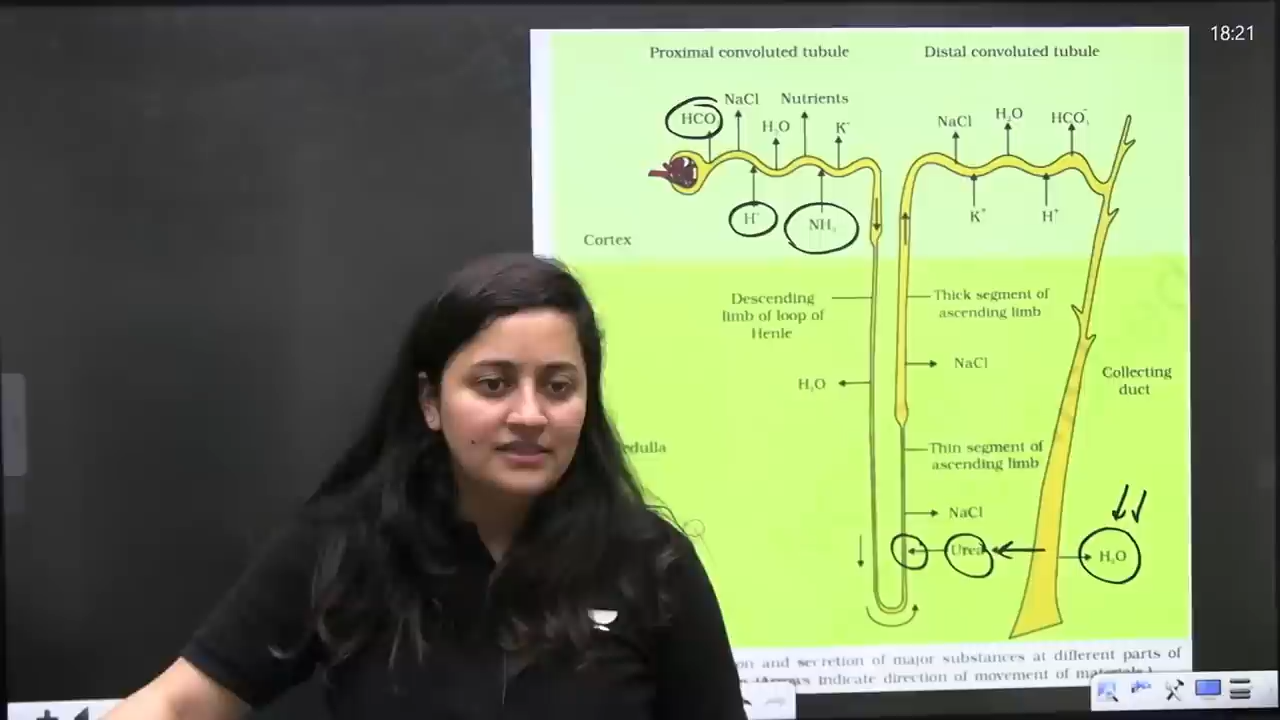 18:21
Proximal convoluted tubule
Distal convoluted tubule
NaCl
Nutrients
HCO
H₂O
K⁺
NaCl
H₂O
HCO₃⁻
H⁺
NH₃
K⁺
H⁺
Cortex
Descending
limb of loop of
Henle
Thick segment of
ascending limb
NaCl
H₂O
Collecting
duct
edulla
Thin segment of
ascending limb
NaCl
Urea
H₂O
on and secretion of major substances at different parts of
indicate direction of movement of materials.)